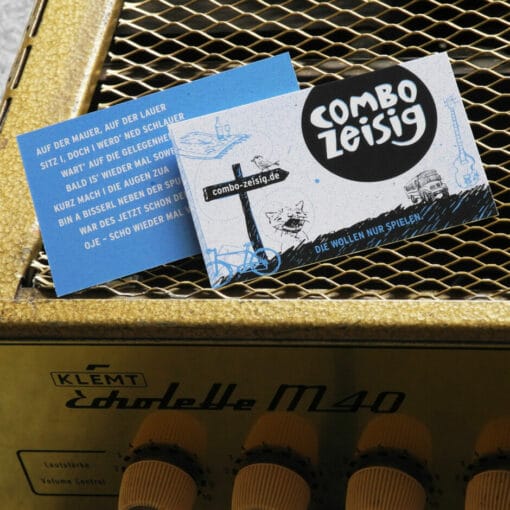 AUF DER MAUER, AUF DER LAUER
SITZ I, DOCH I WERD' NED SCHLAUER
WART' AUF DIE GELEGENHE
BALD IS' WIEDER MAL SOWE
KURZ MACH I DIE AUGEN ZUA
BIN A BISSERL NEBEN DER SPU
WAR DES JETZT SCHON DE
OJE - SCHO WIEDER MAL
COMBO
ZEISIG
combo-zeisig.de
DIE WOLLEN NUR SPIELEN.
KLEMT
Echolette M40
Lautstärke
Volume Control